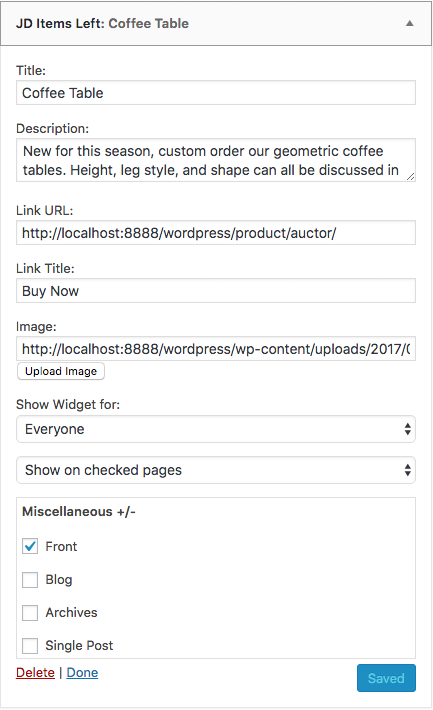 JD Items Left: Coffee Table
Title:
Coffee Table
Description:
New for this season, custom order our geometric coffee
tables. Height, leg style, and shape can all be discussed in
Link URL:
http://localhost:8888/wordpress/product/auctor/
Link Title:
Buy Now
Image:
http://localhost:8888/wordpress/wp-content/uploads/2017/
Upload Image
Show Widget for:
Everyone
Show on checked pages
Miscellaneous +/-
Front
Blog
Archives
Single Post
Delete | Done
Saved